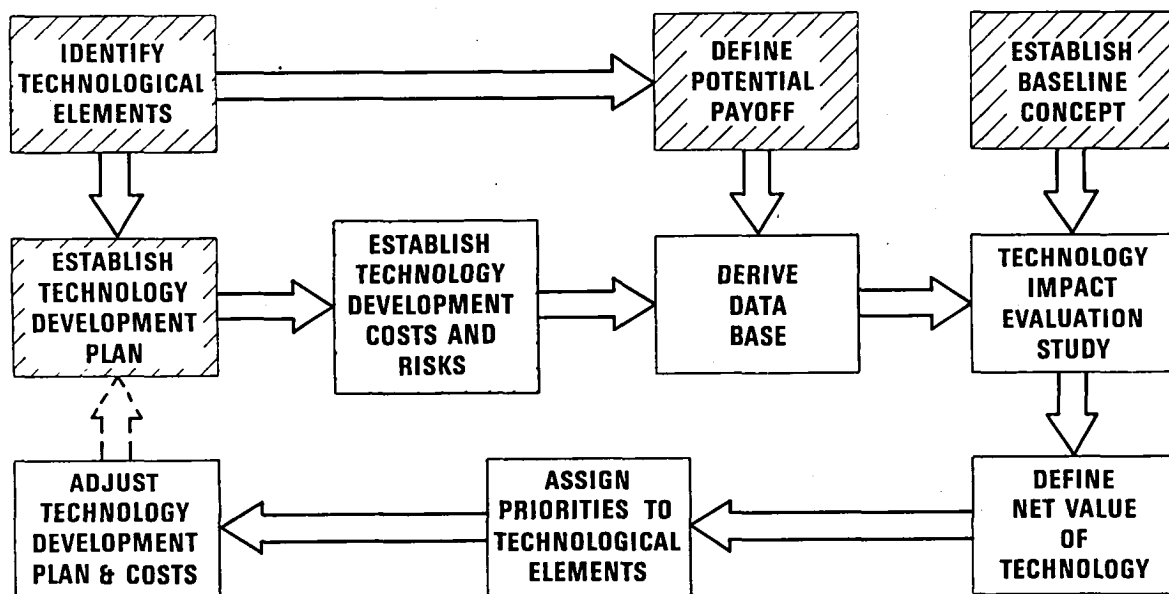 IDENTIFY
TECHNOLOGICAL
ELEMENTS
DEFINE
POTENTIAL
PAYOFF
ESTABLISH
BASELINE
CONCEPT
ESTABLISH
TECHNOLOGY
DEVELOPMENT
PLAN
ESTABLISH
TECHNOLOGY
DEVELOPMENT
COSTS AND
RISKS
DERIVE
DATA
BASE
TECHNOLOGY
IMPACT
EVALUATION
STUDY
ADJUST
TECHNOLOGY
DEVELOPMENT
PLAN & COSTS
ASSIGN
PRIORITIES TO
TECHNOLOGICAL
ELEMENTS
DEFINE
NET VALUE
OF
TECHNOLOGY